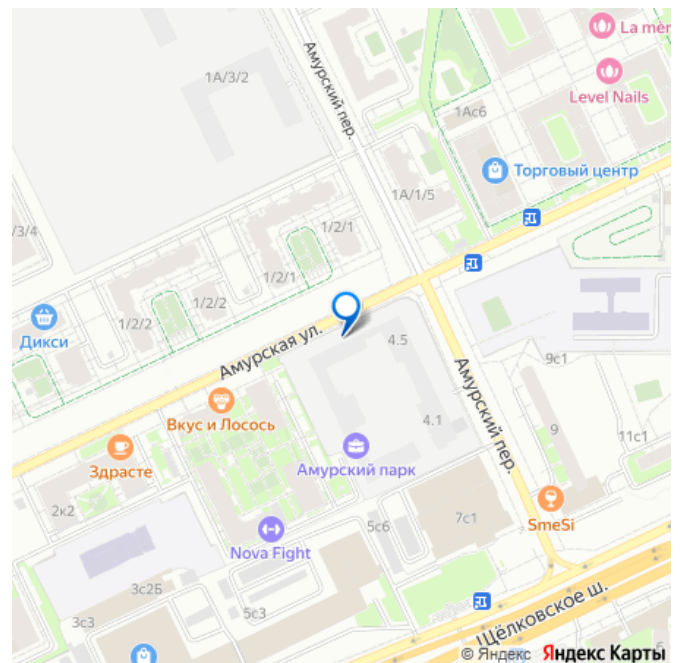 La mèr
Level Nails
1А/3/2
Амурский пер.
1Ас6
Торговый центр
1А/1/5
/3/4
1/2/1
1/2/1
1/2/2
1/2/2
Дикси
Амурская ул.
4.5
9с1
Вкус и Лосось
Амурский пер.
4.1
9
11с1
Здрасте
Амурский парк
2к2
SmeSi
7с1
5с6
Nova Fight
3с2Б
5с3
3с3
Щёлковское ш.
6
© Яндекс Яндекс Карты